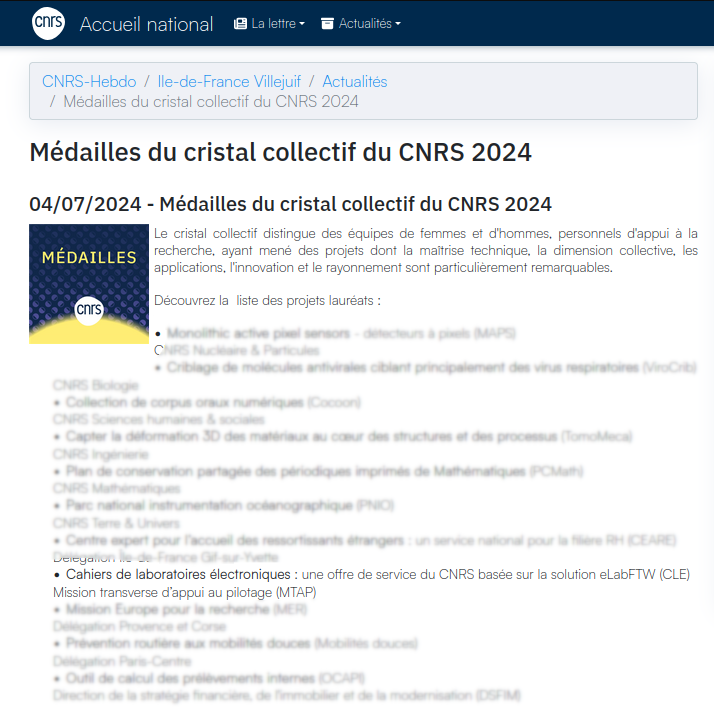 cnrs Accueil national La lettre Actualités
CNRS-Hebdo / Ile-de-France Villejuif / Actualités
/ Médailles du cristal collectif du CNRS 2024
Médailles du cristal collectif du CNRS 2024
04/07/2024 - Médailles du cristal collectif du CNRS 2024
MÉDAILLES
cnrs
Le cristal collectif distingue des équipes de femmes et d'hommes, personnels d'appui à la
recherche, ayant mené des projets dont la maîtrise technique, la dimension collective, les
applications, l'innovation et le rayonnement sont particulièrement remarquables.
Découvrez la liste des projets lauréats :
• Monolithic active pixel sensors - détecteurs à pixels (MAPS)
CNRS Nucléaire & Particules
• Criblage de molécules antivirales ciblant principalement des virus respiratoires (ViroCrib)
CNRS Biologie
• Collection de corpus oraux numériques (Cocoon)
CNRS Sciences humaines & sociales
• Capter la déformation 3D des matériaux au cœur des structures et des processus (TomoMeca)
CNRS Ingénierie
• Plan de conservation partagée des périodiques imprimés de Mathématiques (PCMath)
CNRS Mathématiques
• Parc national instrumentation océanographique (PNIO)
CNRS Terre & Univers
• Centre expert pour l'accueil des ressortissants étrangers : un service national pour la filière RH (CEARE)
Délégation Île-de-France Gif-sur-Yvette
• Cahiers de laboratoires électroniques : une offre de service du CNRS basée sur la solution eLabFTW (CLE)
Mission transverse d'appui au pilotage (MTAP)
• Mission Europe pour la recherche (MER)
Délégation Provence et Corse
• Prévention routière aux mobilités douces (Mobilités douces)
Délégation Paris-Centre
• Outil de calcul des prélèvements internes (OCAPI)
Direction de la stratégie financière, de l'immobilier et de la modernisation (DSFIM)